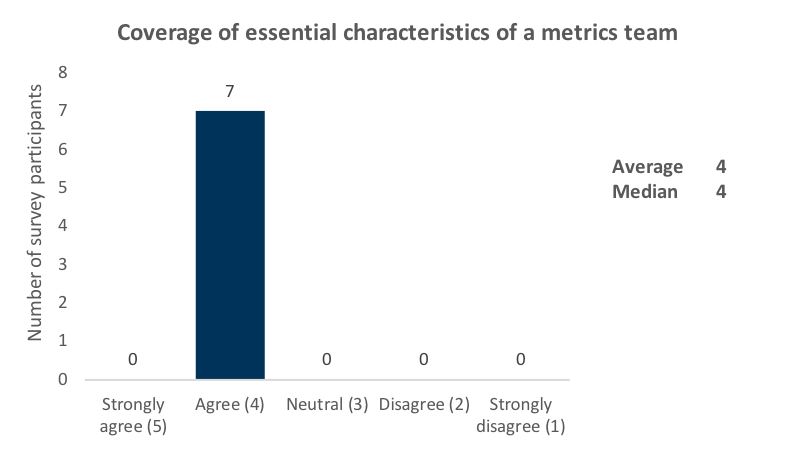 Coverage of essential characteristics of a metrics team
Number of survey participants
8
7
6
5
4
3
2
1
0
0
7
0
0
0
Strongly
agree (5)
Agree (4)
Neutral (3)
Disagree (2)
Strongly
disagree (1)
Average 4
Median 4